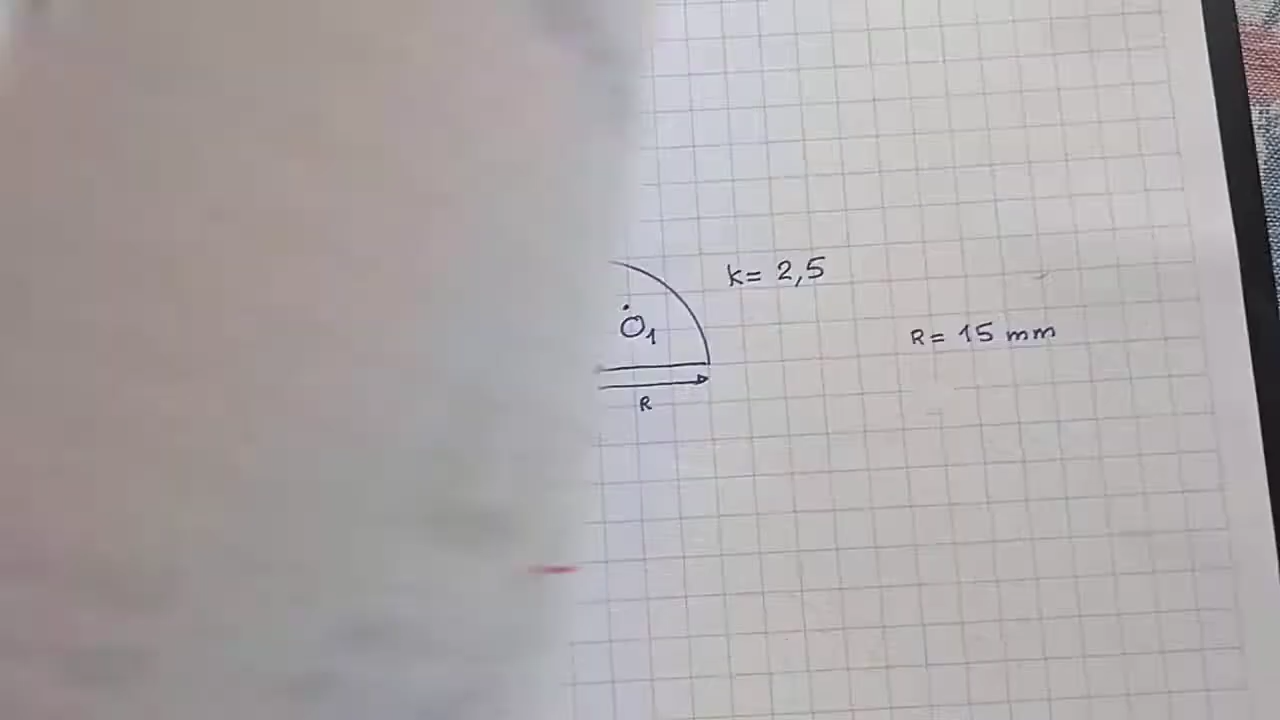 k= 2,5
O₁
R= 15 mm
R